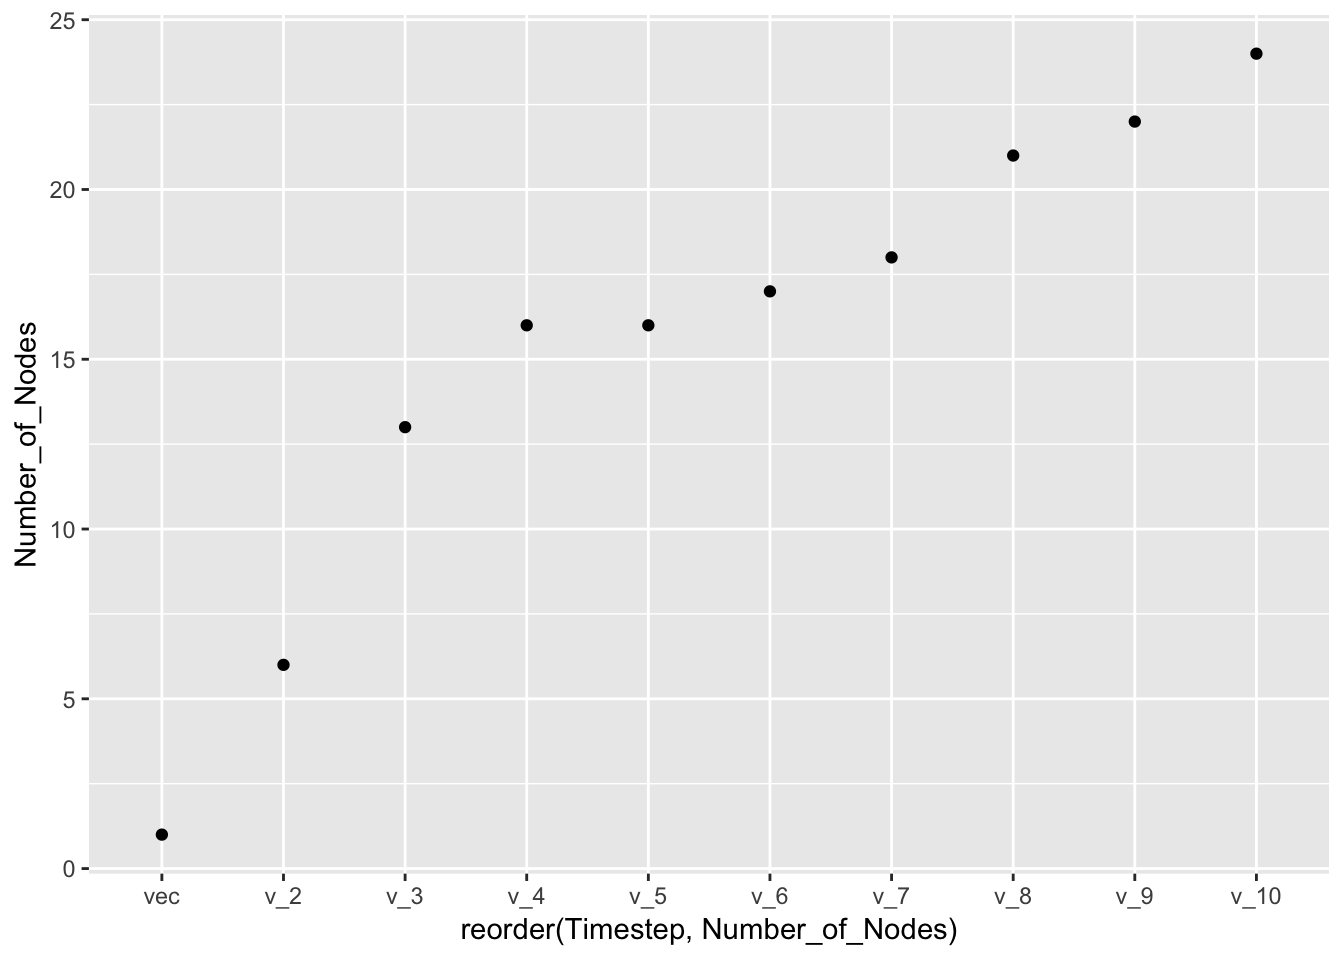 Number_of_Nodes
25
20
15
10
5
0
vec v_2 v_3 v_4 v_5 v_6 v_7 v_8 v_9 v_10
reorder(Timestep, Number_of_Nodes)